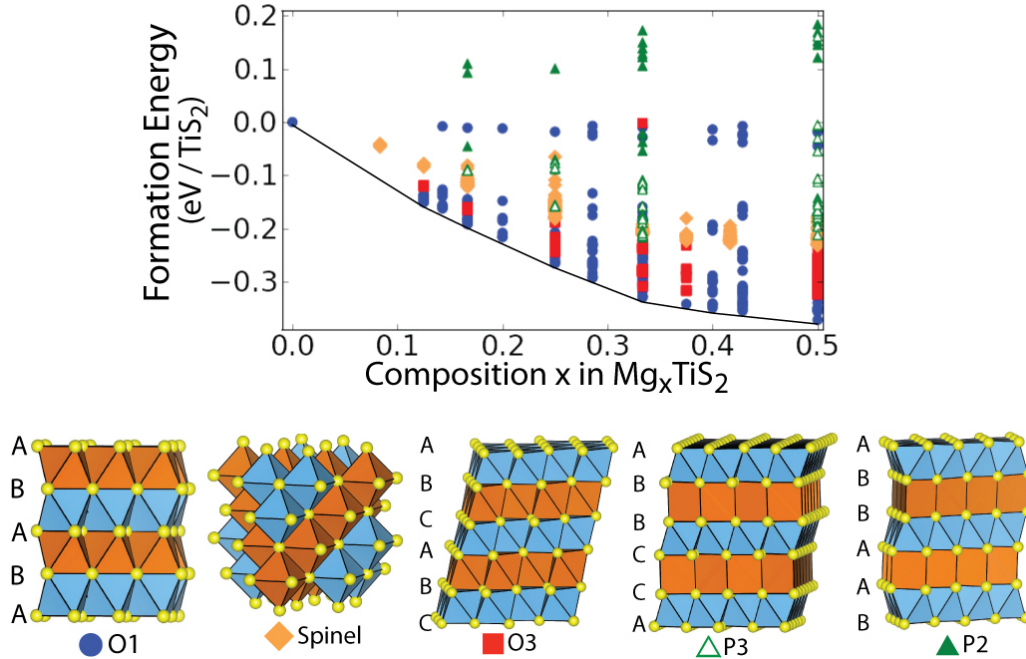 Formation Energy
(eV / TiS₂)
0.2
0.1
0.0
−0.1
−0.2
−0.3
0.0 0.1 0.2 0.3 0.4 0.5
Composition x in MgₓTiS₂
A
B
A
B
A
O1
Spinel
A
B
C
A
B
C
O3
A
B
B
C
C
A
P3
A
B
B
A
A
B
P2